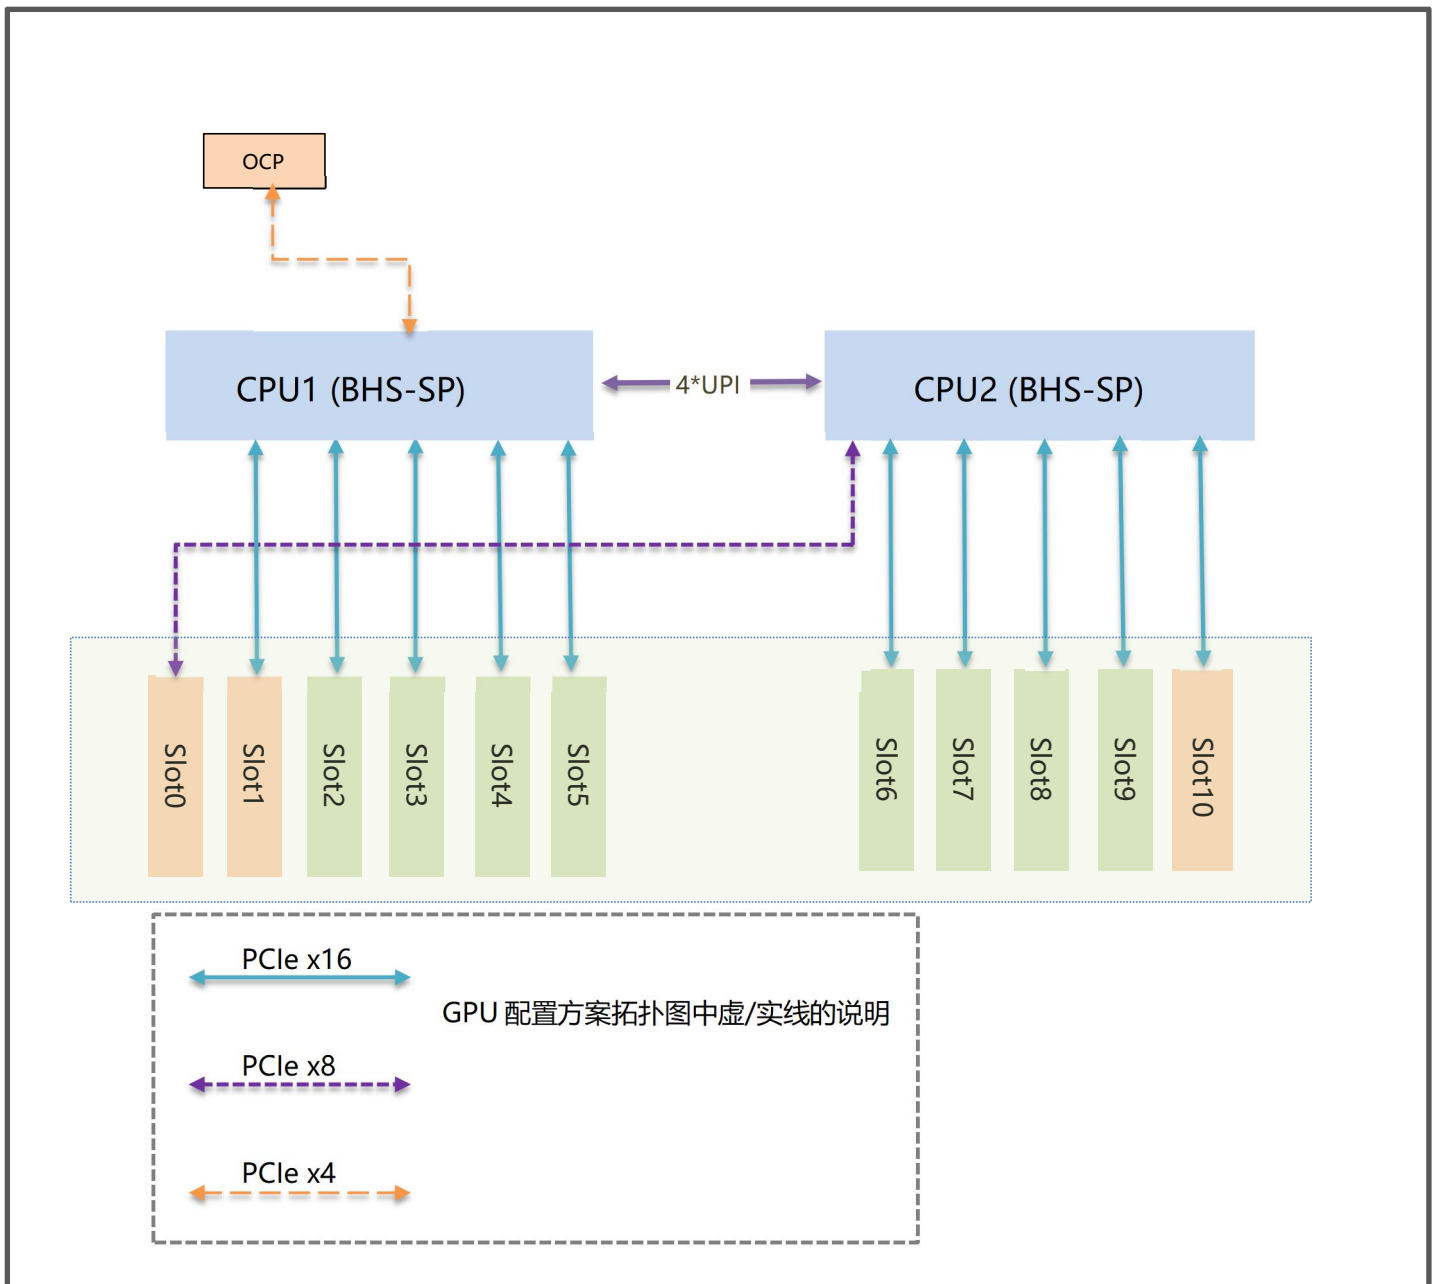 OCP
CPU1 (BHS-SP)
4*UPI
CPU2 (BHS-SP)
Slot0
Slot1
Slot2
Slot3
Slot4
Slot5
Slot6
Slot7
Slot8
Slot9
Slot10
PCIe x16
GPU 配置方案拓扑图中虚/实线的说明
PCIe x8
PCIe x4